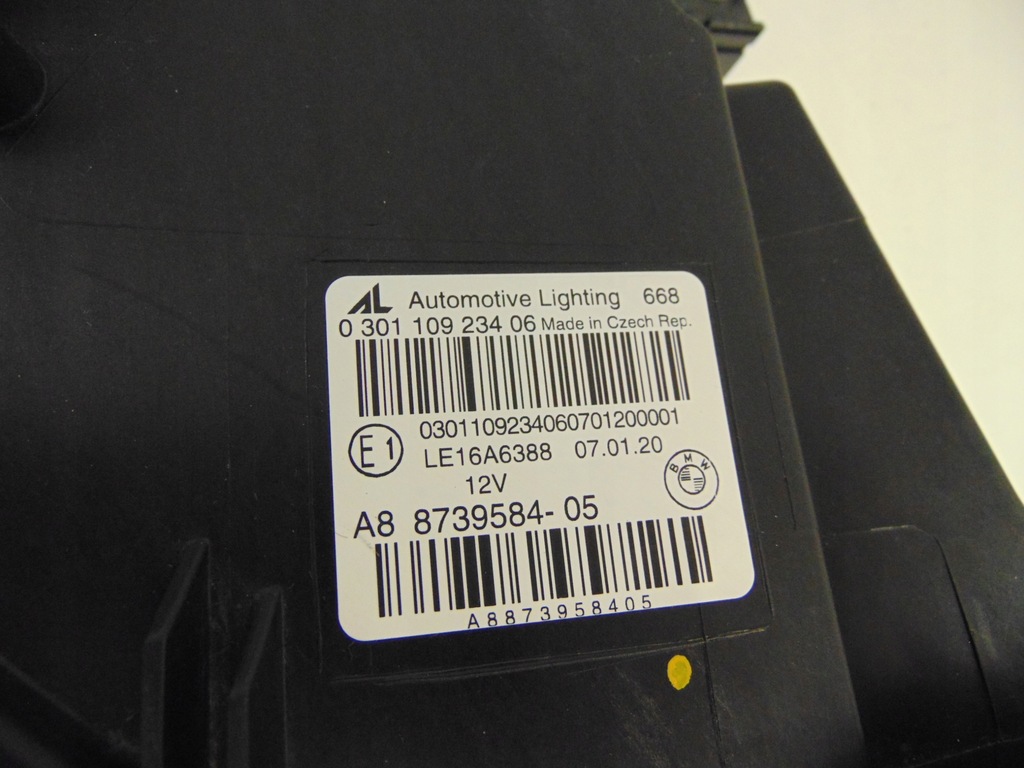 AL Automotive Lighting 668
0 301 109 234 06 Made in Czech Rep.
0301109234060701200001
E1 LE16A6388 07.01.20
BMW
12V
A8 8739584- 05
A8873958405